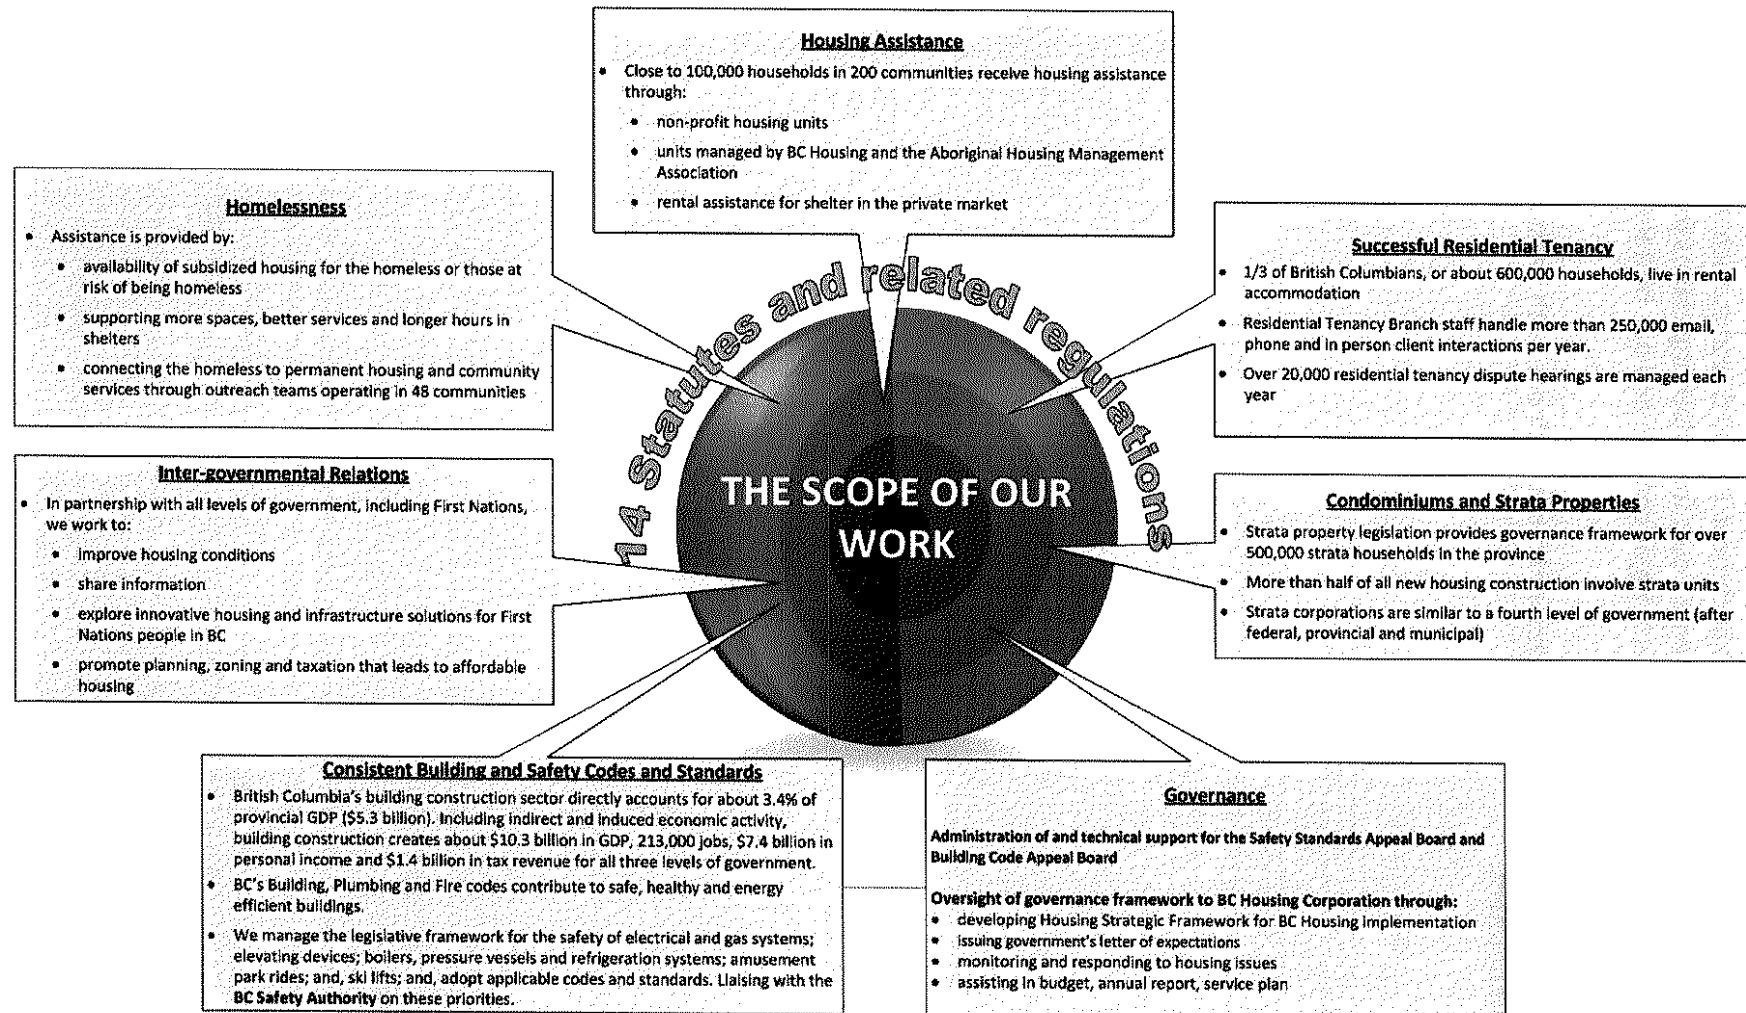 Housing Assistance
• Close to 100,000 households in 200 communities receive housing assistance
through:
• non-profit housing units
• units managed by BC Housing and the Aboriginal Housing Management
Association
• rental assistance for shelter in the private market
Homelessness
• Assistance is provided by:
• availability of subsidized housing for the homeless or those at
risk of being homeless
• supporting more spaces, better services and longer hours in
shelters
• connecting the homeless to permanent housing and community
services through outreach teams operating in 48 communities
Successful Residential Tenancy
• 1/3 of British Columbians, or about 600,000 households, live in rental
accommodation
• Residential Tenancy Branch staff handle more than 250,000 email,
phone and in person client interactions per year.
• Over 20,000 residential tenancy dispute hearings are managed each
year
14 Statutes and related regulations
THE SCOPE OF OUR
WORK
Inter-governmental Relations
• In partnership with all levels of government, including First Nations,
we work to:
• improve housing conditions
• share information
• explore innovative housing and infrastructure solutions for First
Nations people in BC
• promote planning, zoning and taxation that leads to affordable
housing
Condominiums and Strata Properties
• Strata property legislation provides governance framework for over
500,000 strata households in the province
• More than half of all new housing construction involve strata units
• Strata corporations are similar to a fourth level of government (after
federal, provincial and municipal)
Consistent Building and Safety Codes and Standards
• British Columbia's building construction sector directly accounts for about 3.4% of
provincial GDP ($5.3 billion). Including indirect and induced economic activity,
building construction creates about $10.3 billion in GDP, 213,000 jobs, $7.4 billion in
personal income and $1.4 billion in tax revenue for all three levels of government.
• BC's Building, Plumbing and Fire codes contribute to safe, healthy and energy
efficient buildings.
• We manage the legislative framework for the safety of electrical and gas systems;
elevating devices; boilers, pressure vessels and refrigeration systems; amusement
park rides; and, ski lifts; and, adopt applicable codes and standards. Liaising with the
BC Safety Authority on these priorities.
Governance
Administration of and technical support for the Safety Standards Appeal Board and
Building Code Appeal Board
Oversight of governance framework to BC Housing Corporation through:
• developing Housing Strategic Framework for BC Housing implementation
• issuing government's letter of expectations
• monitoring and responding to housing issues
• assisting in budget, annual report, service plan